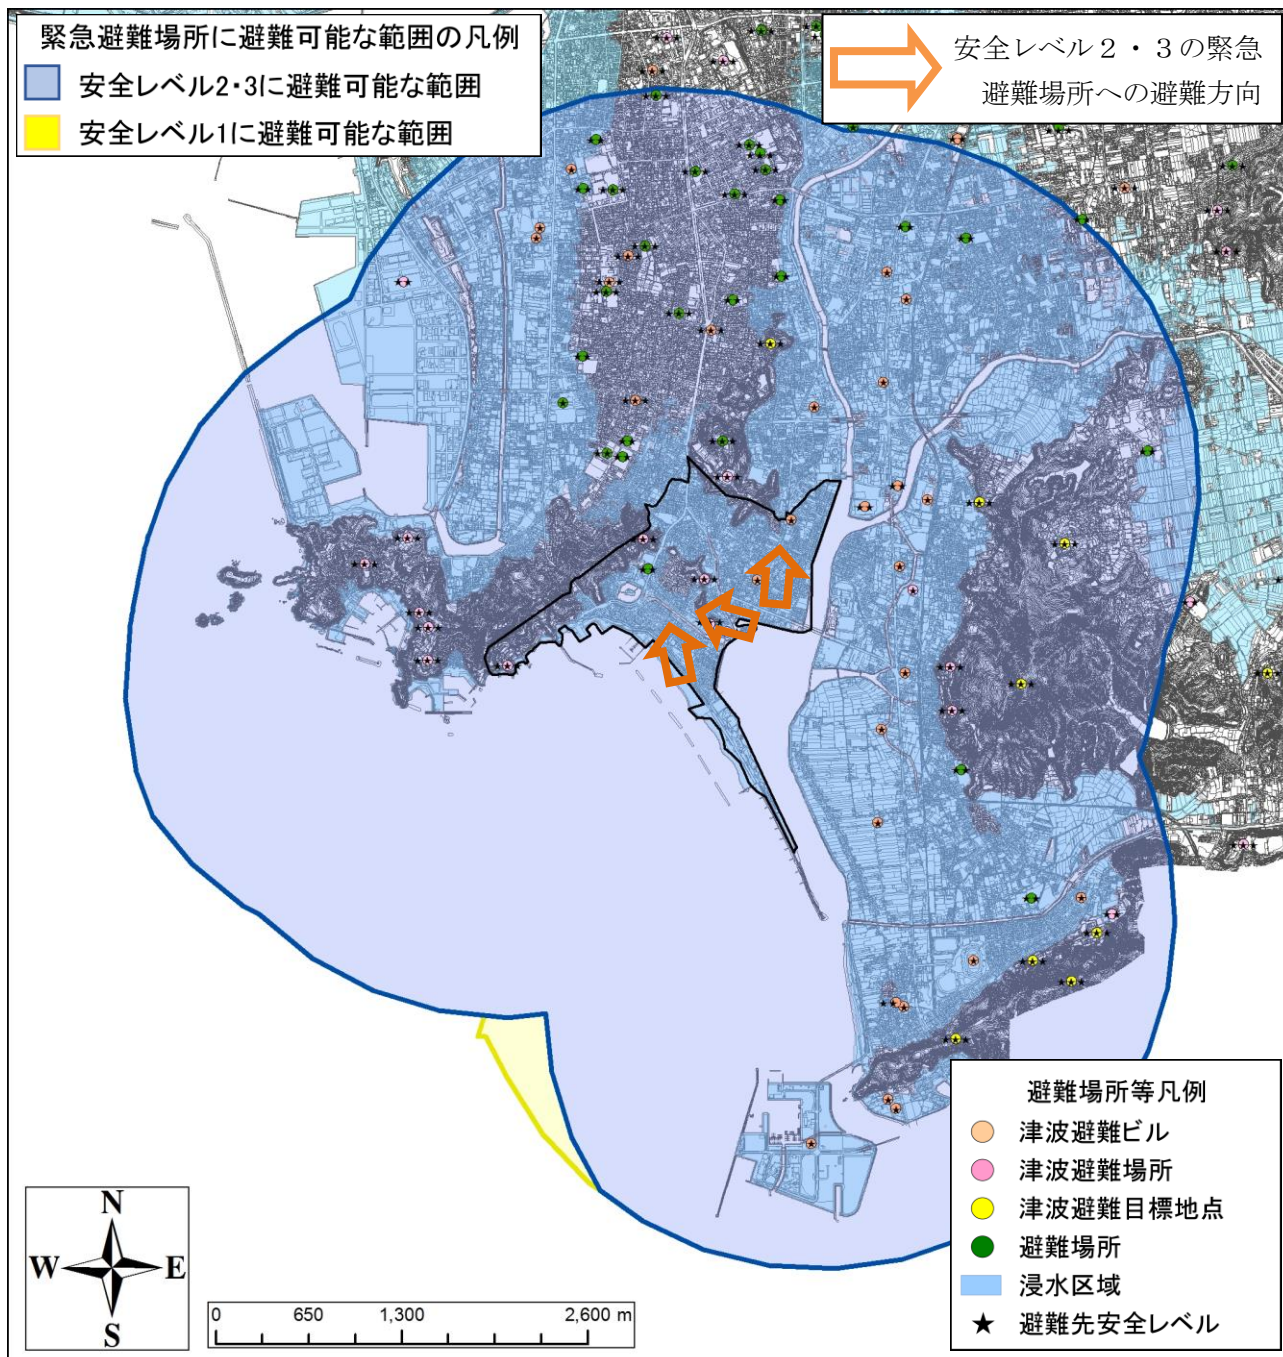 緊急避難場所に避難可能な範囲の凡例
安全レベル2・3に避難可能な範囲
安全レベル1に避難可能な範囲
安全レベル２・３の緊急
避難場所への避難方向
避難場所等凡例
津波避難ビル
津波避難場所
津波避難目標地点
避難場所
浸水区域
★ 避難先安全レベル
N
W E
S
0 650 1,300 2,600 m